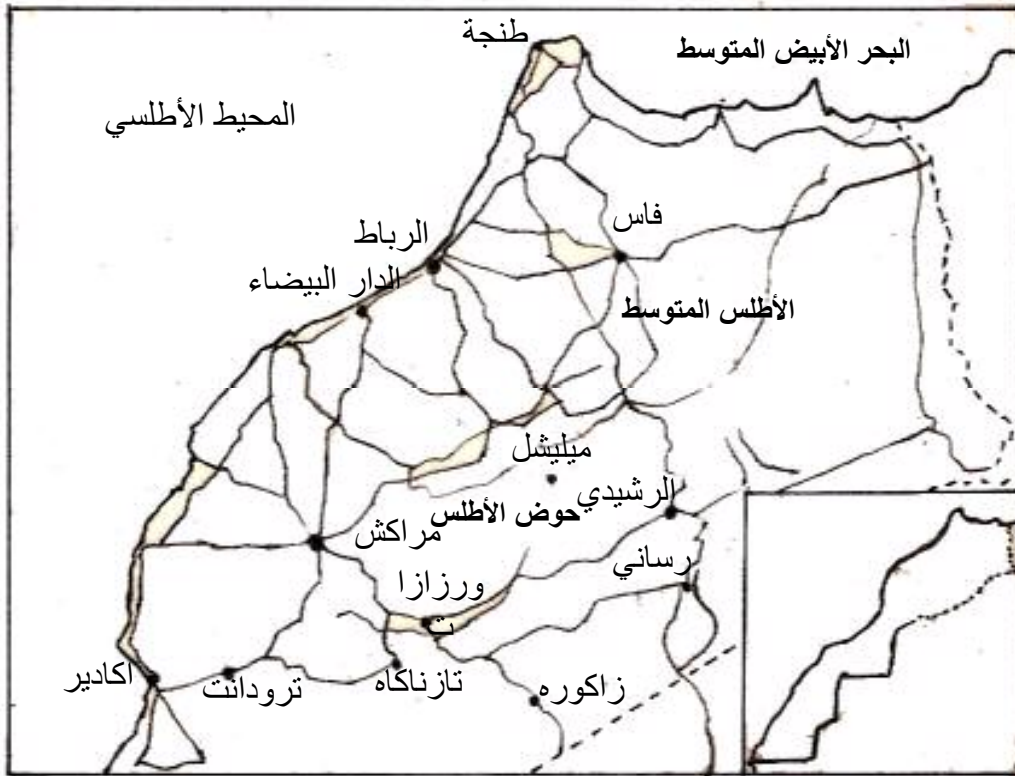 طنجة
البحر الأبيض المتوسط
المحيط الأطلسي
فاس
الرباط
الدار البيضاء
الأطلس المتوسط
ميليشل
الرشيدي
حوض الأطلس
مراكش
رساني
ورزازا
ت
اكادير
ترودانت
تازناكاه
زاكوره